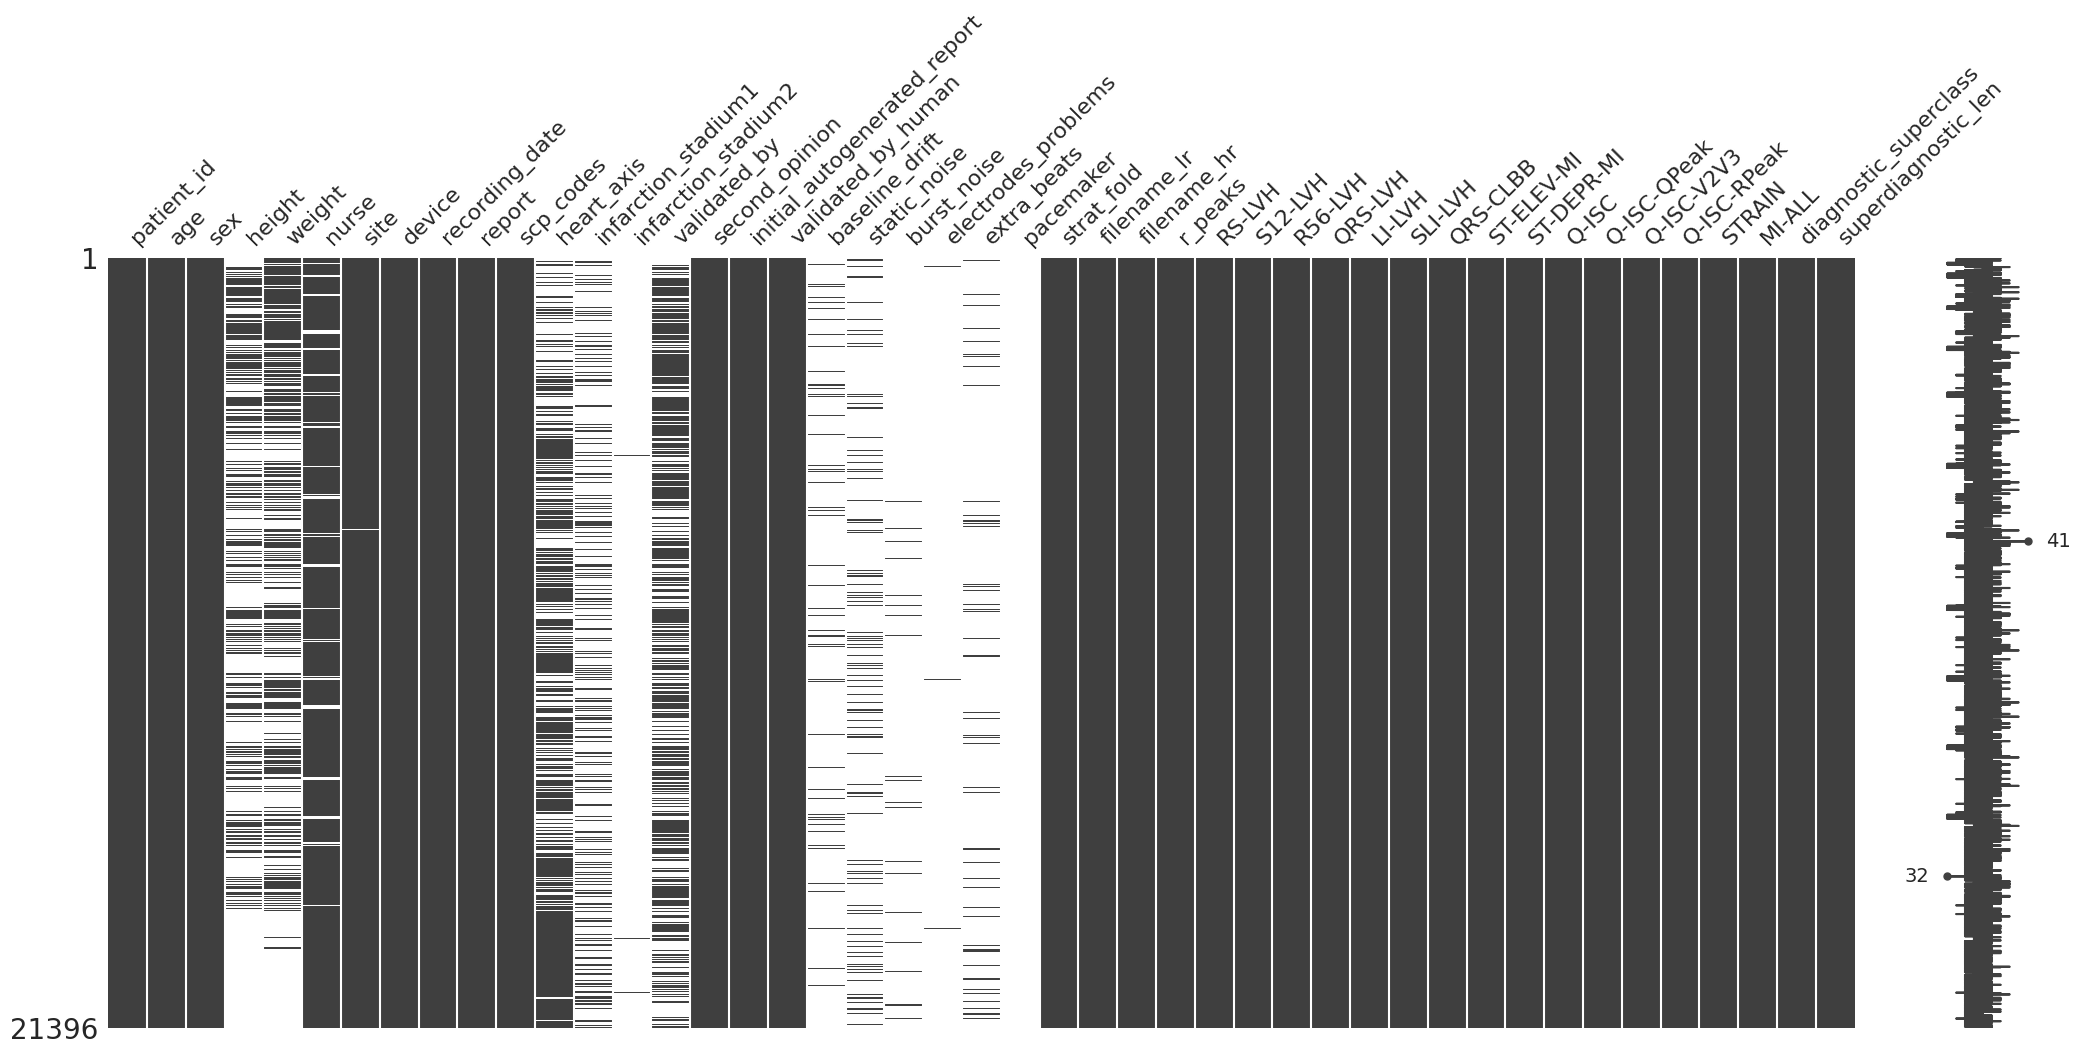 patient_id
age
sex
height
weight
nurse
site
device
recording_date
report
scp_codes
heart_axis
infarction_stadium1
infarction_stadium2
validated_by
second_opinion
initial_autogenerated_report
validated_by_human
baseline_drift
static_noise
burst_noise
electrodes_problems
extra_beats
pacemaker
strat_fold
filename_lr
filename_hr
r_peaks
RS-LVH
S12-LVH
R56-LVH
QRS-LVH
LI-LVH
SLI-LVH
QRS-CLBB
ST-ELEV-MI
ST-DEPR-MI
Q-ISC
Q-ISC-QPeak
Q-ISC-V2V3
Q-ISC-RPeak
STRAIN
MI-ALL
diagnostic_superclass
superdiagnostic_len
1
41
32
21396